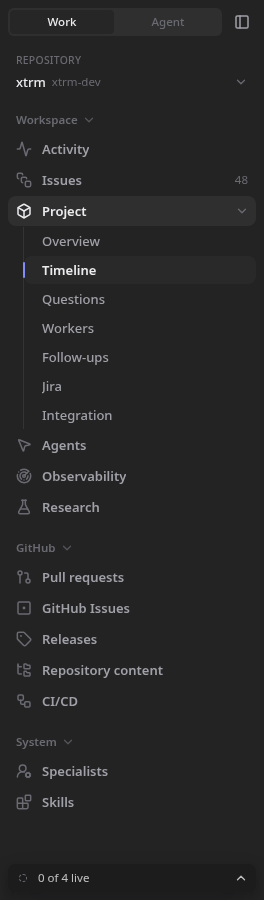 Work Agent
REPOSITORY
xtrm xtrm-dev
Workspace
Activity
Issues 48
Project
Overview
Timeline
Questions
Workers
Follow-ups
Jira
Integration
Agents
Observability
Research
GitHub
Pull requests
GitHub Issues
Releases
Repository content
CI/CD
System
Specialists
Skills
0 of 4 live